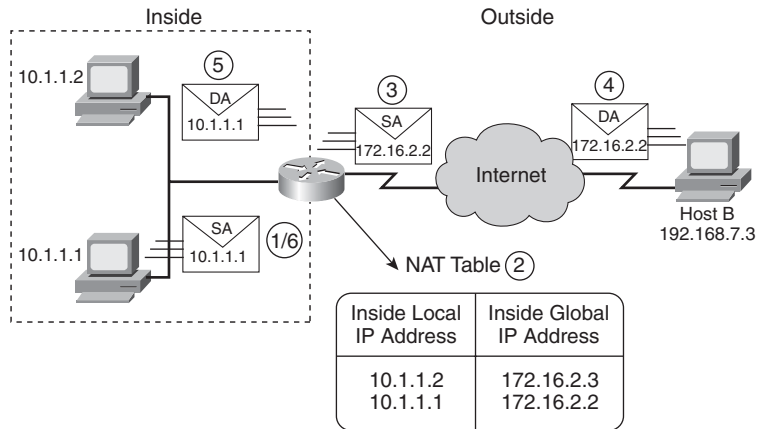 Inside
Outside
10.1.1.2
5
DA
10.1.1.1
3
SA
172.16.2.2
4
DA
172.16.2.2
Internet
Host B
192.168.7.3
10.1.1.1
SA
10.1.1.1
1/6
NAT Table 2
Inside Local
IP Address
Inside Global
IP Address
10.1.1.2
172.16.2.3
10.1.1.1
172.16.2.2